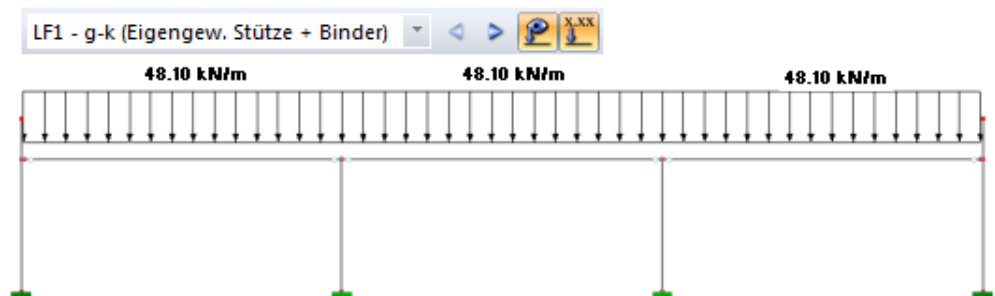 LF1 - g-k (Eigengew. Stütze + Binder)
X.XX
48.10 kN/m 48.10 kN/m 48.10 kN/m